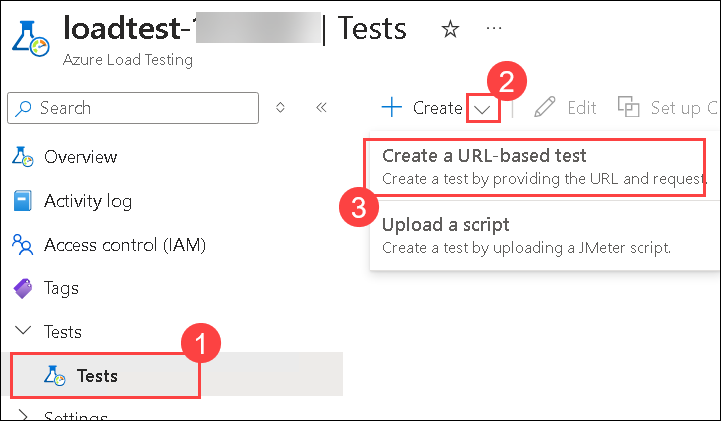 loadtest- | Tests
Azure Load Testing
Search
Overview
Activity log
Access control (IAM)
Tags
Tests
1
Tests
Settings
2
Create
Edit
Set up C
Create a URL-based test
Create a test by providing the URL and request.
3
Upload a script
Create a test by uploading a JMeter script.